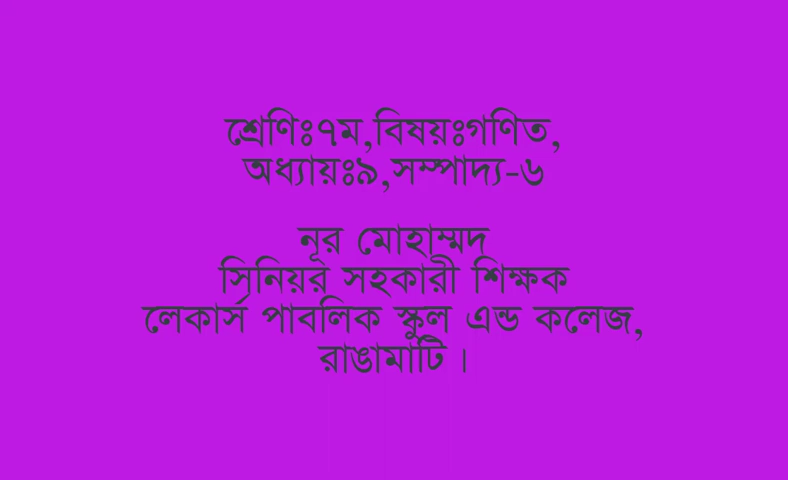 শ্রেণিঃ৭ম,বিষয়ঃগণিত,
অধ্যায়ঃ৯,সম্পাদ্য-৬
নূর মোহাম্মদ
সিনিয়র সহকারী শিক্ষক
লেকার্স পাবলিক স্কুল এন্ড কলেজ,
রাঙামাটি।